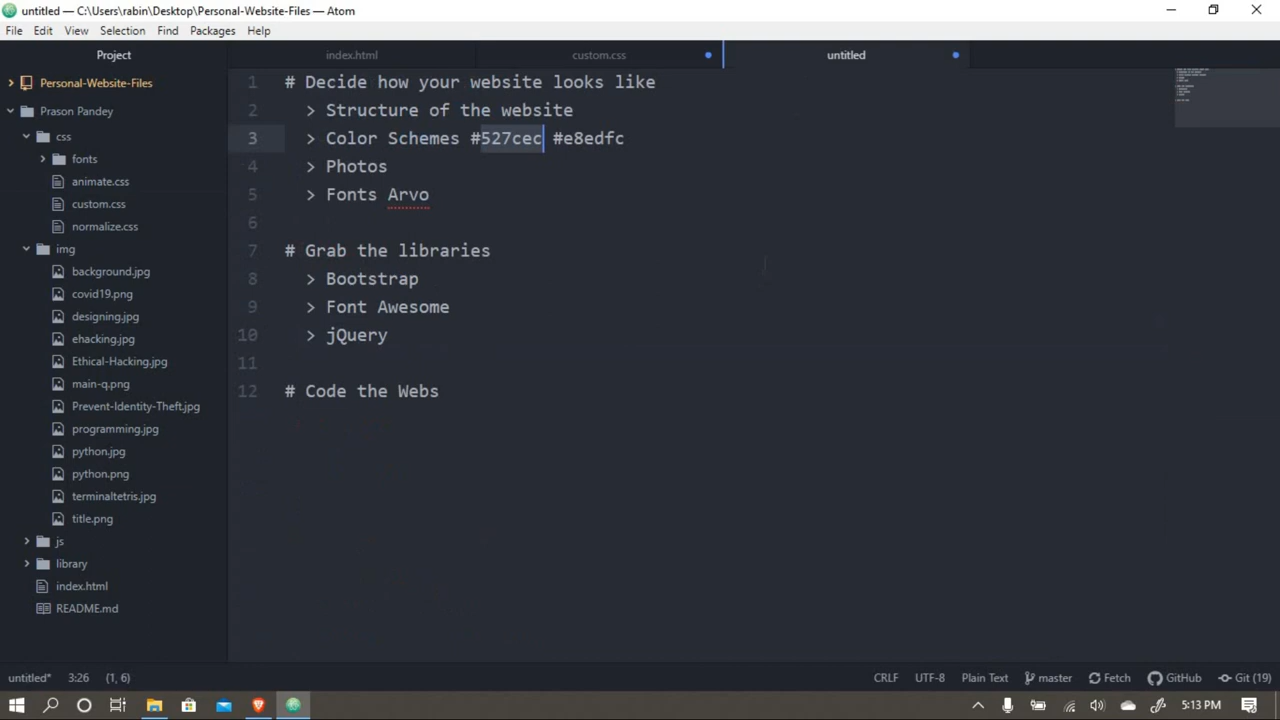 untitled — C:\Users\rabin\Desktop\Personal-Website-Files — Atom
File Edit View Selection Find Packages Help
Project
index.html
custom.css
untitled
Personal-Website-Files
Prason Pandey
css
fonts
animate.css
custom.css
normalize.css
img
background.jpg
covid19.png
designing.jpg
ehacking.jpg
Ethical-Hacking.jpg
main-q.png
Prevent-Identity-Theft.jpg
programming.jpg
python.jpg
python.png
terminaltetris.jpg
title.png
js
library
index.html
README.md
1 # Decide how your website looks like
2 > Structure of the website
3 > Color Schemes #527cec #e8edfc
4 > Photos
5 > Fonts Arvo
6
7 # Grab the libraries
8 > Bootstrap
9 > Font Awesome
10 > jQuery
11
12 # Code the Webs
untitled* 3:26 (1, 6) CRLF UTF-8 Plain Text master Fetch GitHub Git (19)
5:13 PM